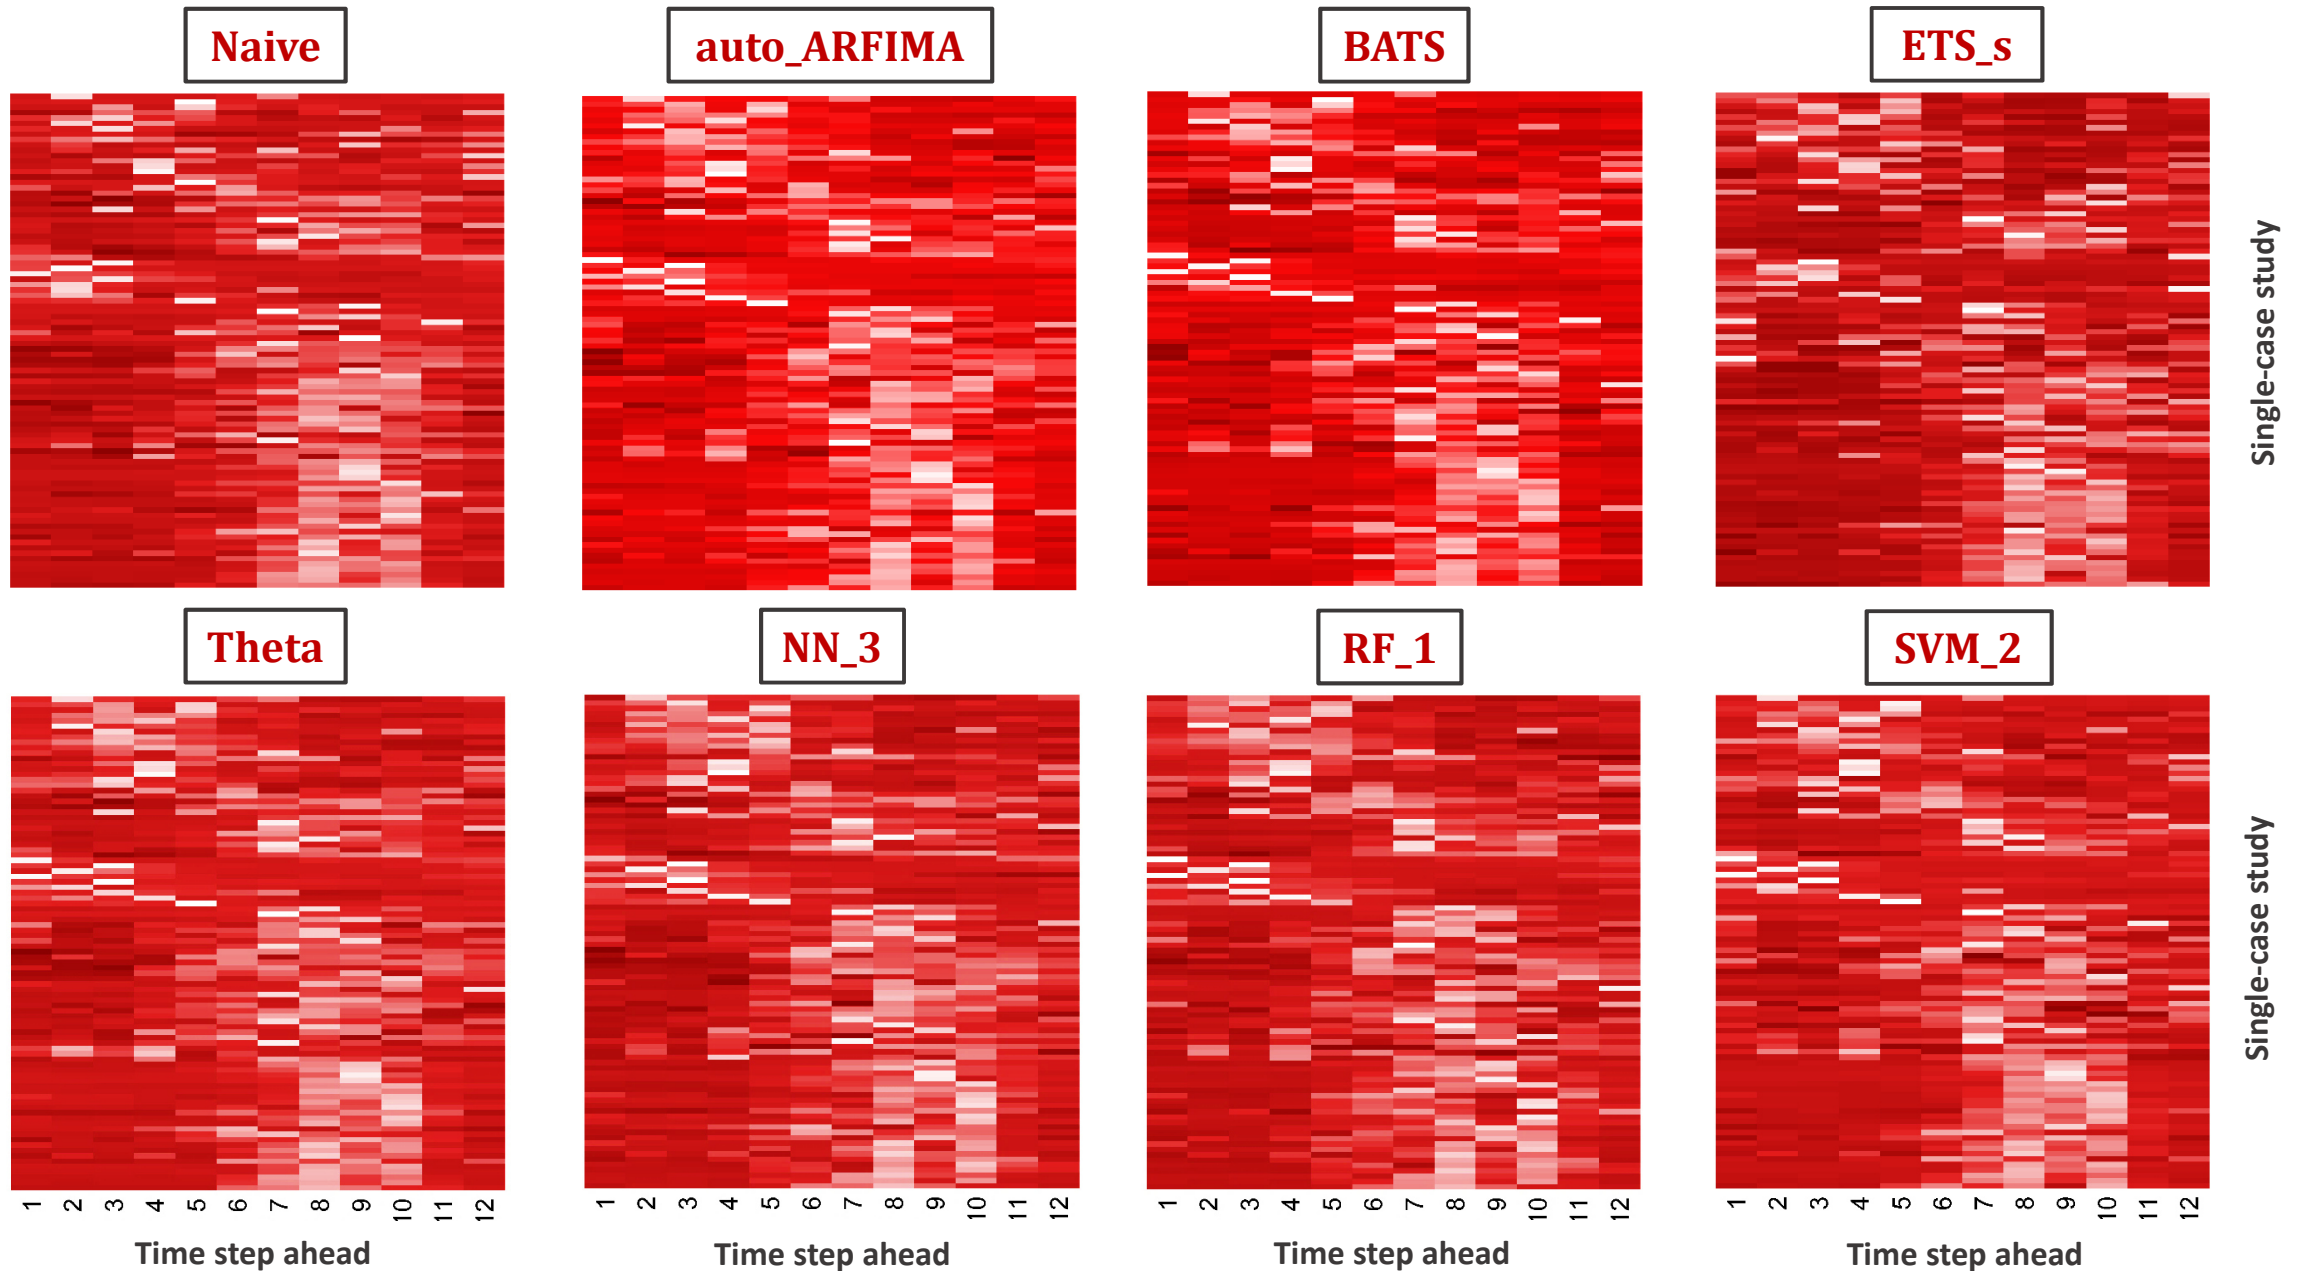 Naive
auto_ARFIMA
BATS
ETS_s
Single-case study
Theta
NN_3
RF_1
SVM_2
Single-case study
1 2 3 4 5 6 7 8 9 10 11 12
1 2 3 4 5 6 7 8 9 10 11 12
1 2 3 4 5 6 7 8 9 10 11 12
1 2 3 4 5 6 7 8 9 10 11 12
Time step ahead
Time step ahead
Time step ahead
Time step ahead